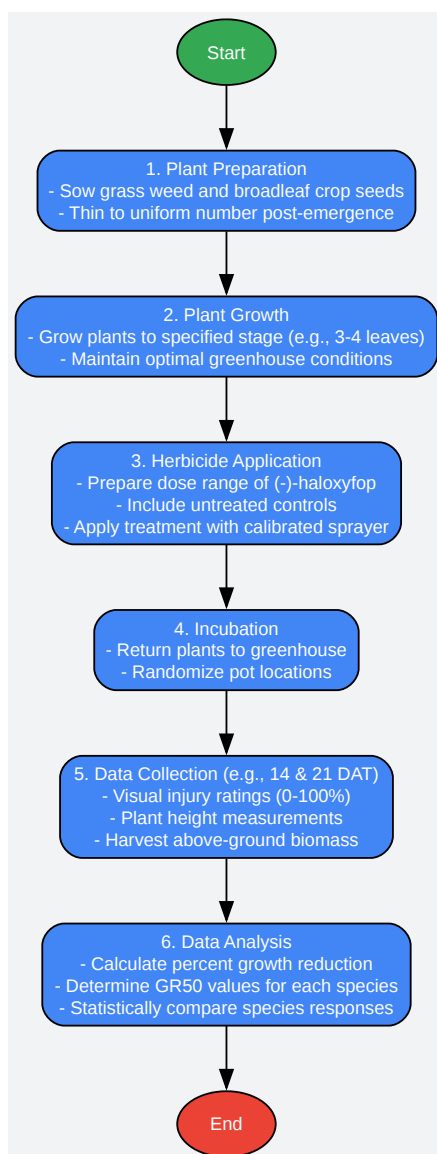 Start
1. Plant Preparation
- Sow grass weed and broadleaf crop seeds
- Thin to uniform number post-emergence
2. Plant Growth
- Grow plants to specified stage (e.g., 3-4 leaves)
- Maintain optimal greenhouse conditions
3. Herbicide Application
- Prepare dose range of (-)-haloxyfop
- Include untreated controls
- Apply treatment with calibrated sprayer
4. Incubation
- Return plants to greenhouse
- Randomize pot locations
5. Data Collection (e.g., 14 & 21 DAT)
- Visual injury ratings (0-100%)
- Plant height measurements
- Harvest above-ground biomass
6. Data Analysis
- Calculate percent growth reduction
- Determine GR50 values for each species
- Statistically compare species responses
End